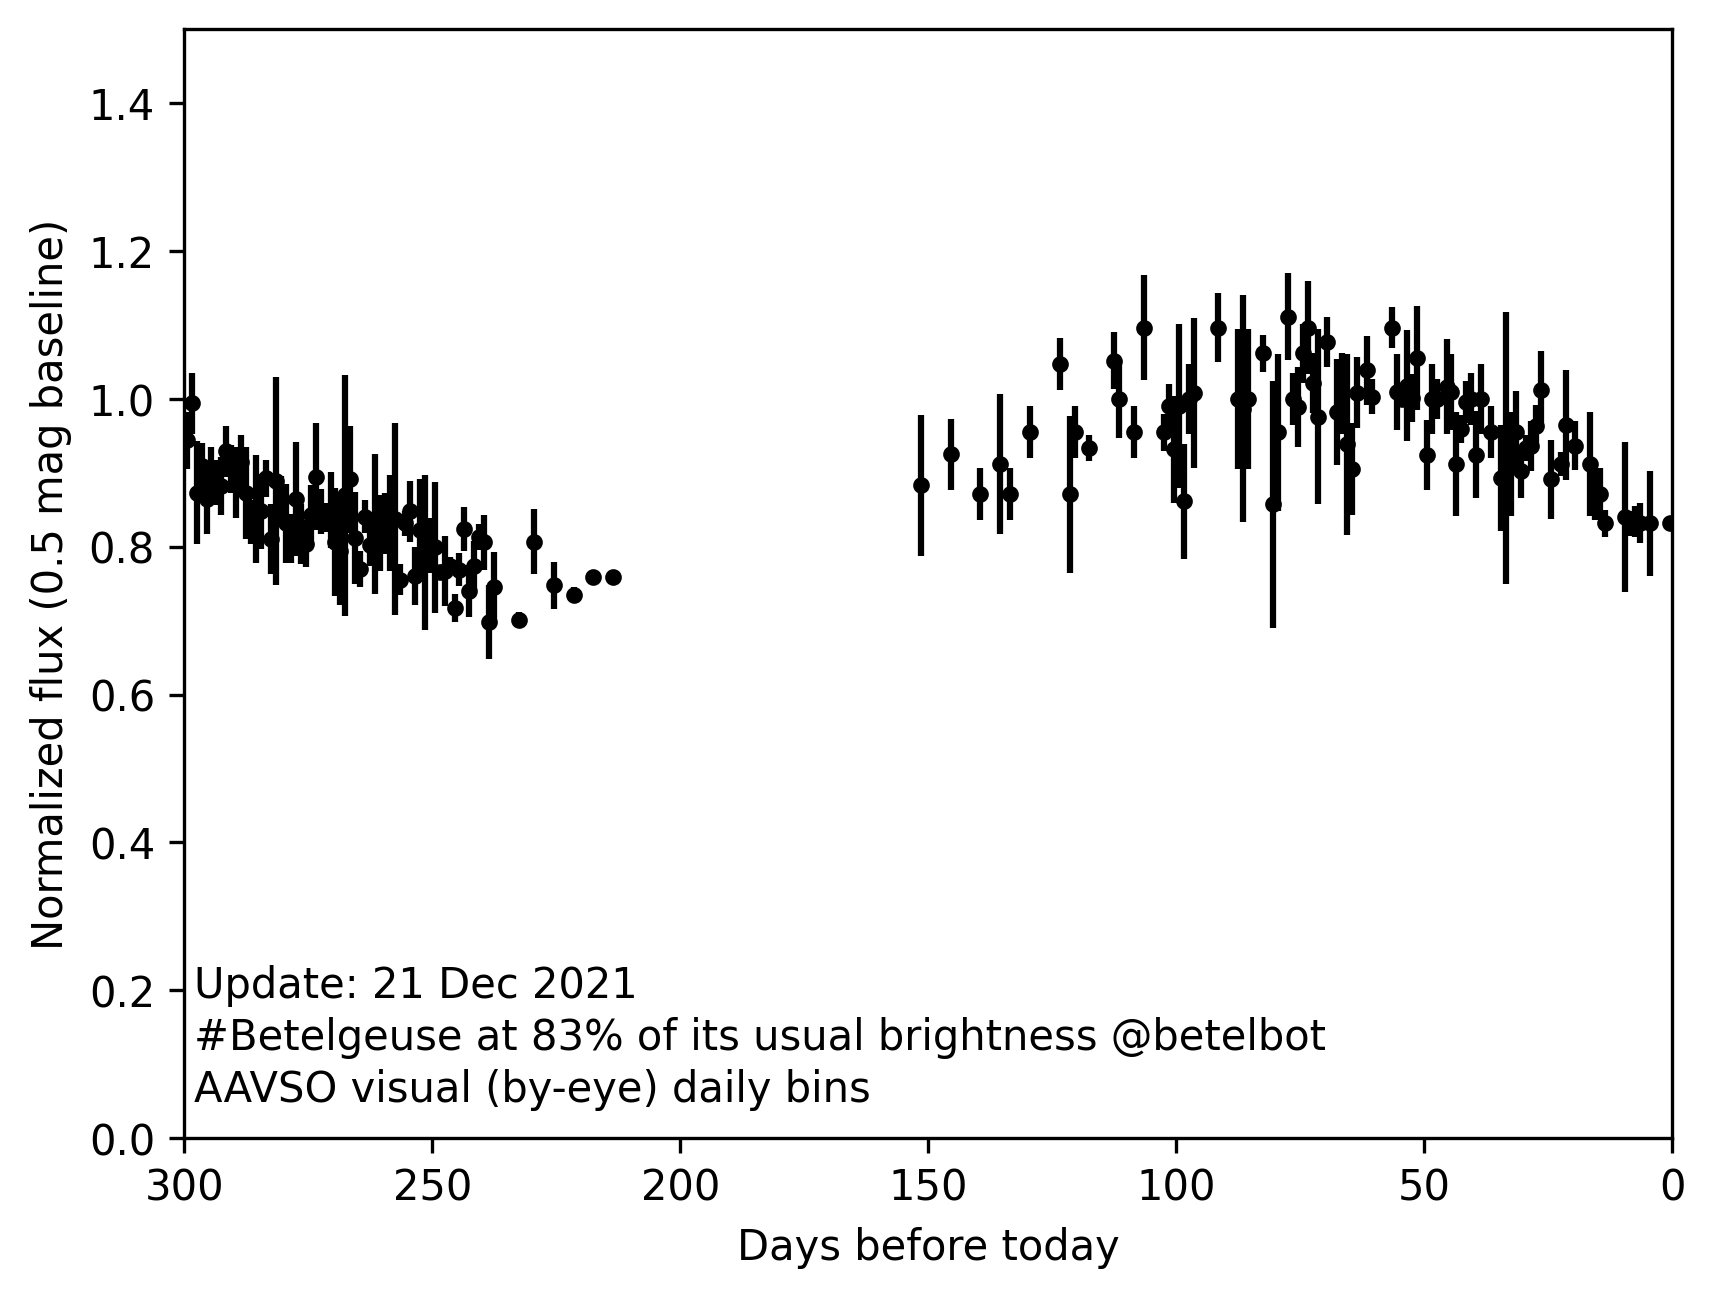 1.4
1.2
1.0
0.8
0.6
0.4
0.2
0.0
Normalized flux (0.5 mag baseline)
Update: 21 Dec 2021
#Betelgeuse at 83% of its usual brightness @betelbot
AAVSO visual (by-eye) daily bins
300 250 200 150 100 50 0
Days before today